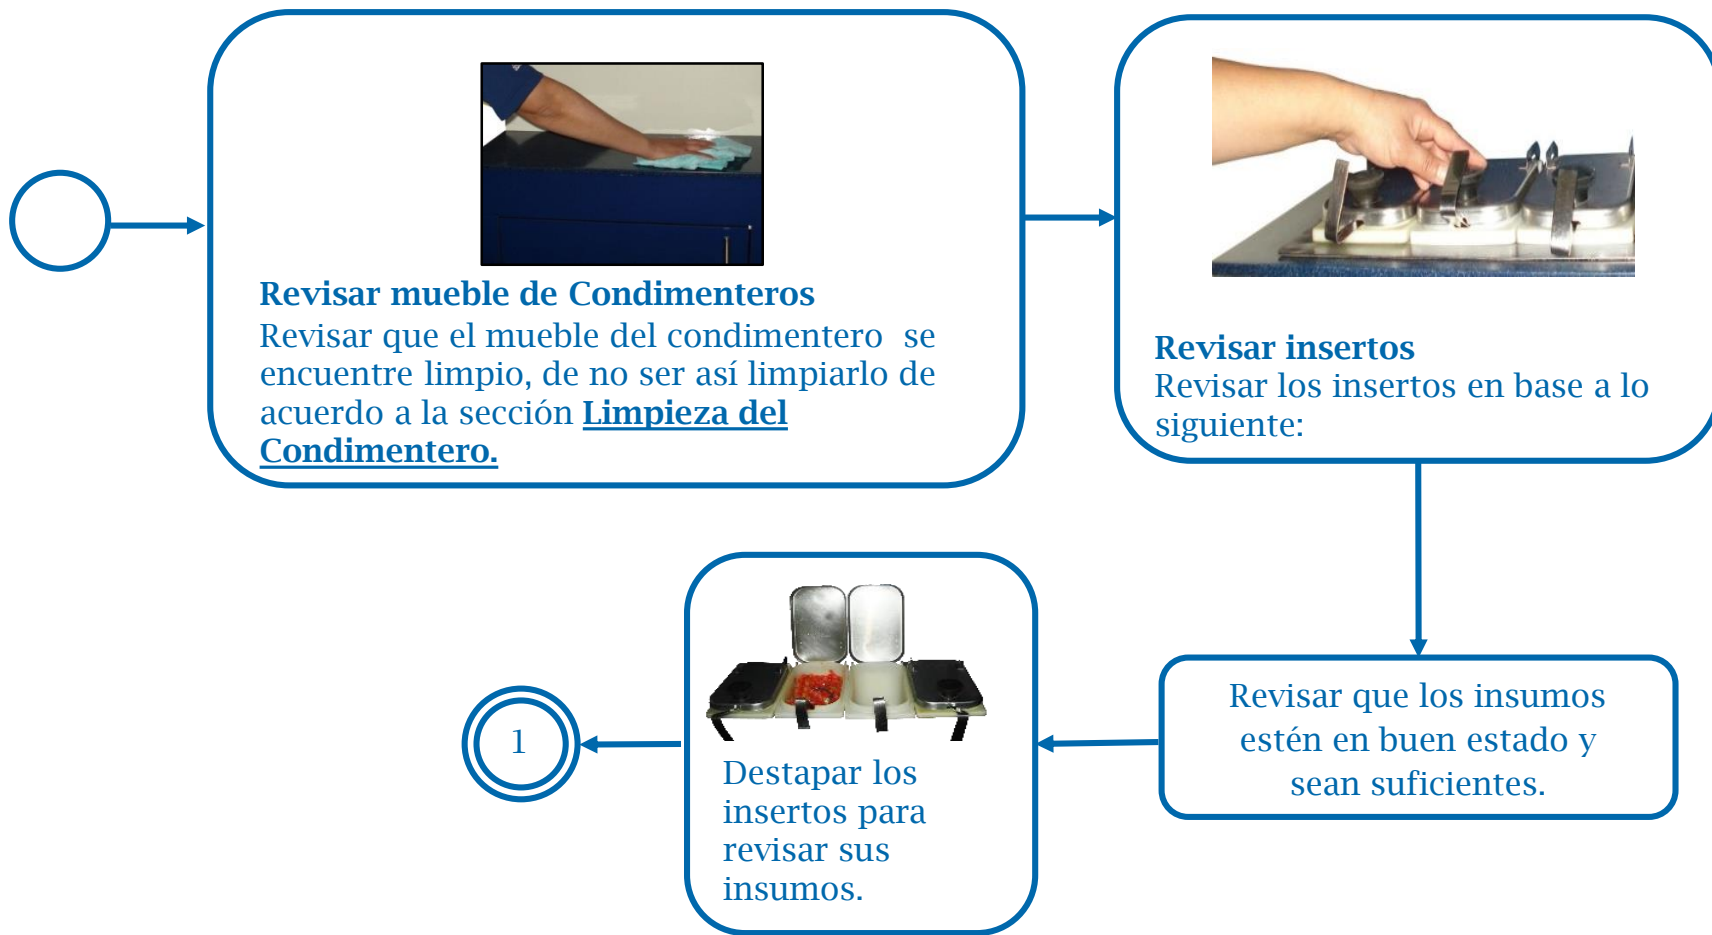 Revisar mueble de Condimenteros
Revisar que el mueble del condimentero  se
encuentre limpio, de no ser así limpiarlo de
acuerdo a la sección Limpieza del
Condimentero.
Revisar insertos
Revisar los insertos en base a lo
siguiente:
Revisar que los insumos
estén en buen estado y
sean suficientes.
Destapar los
insertos para
revisar sus
insumos.
1